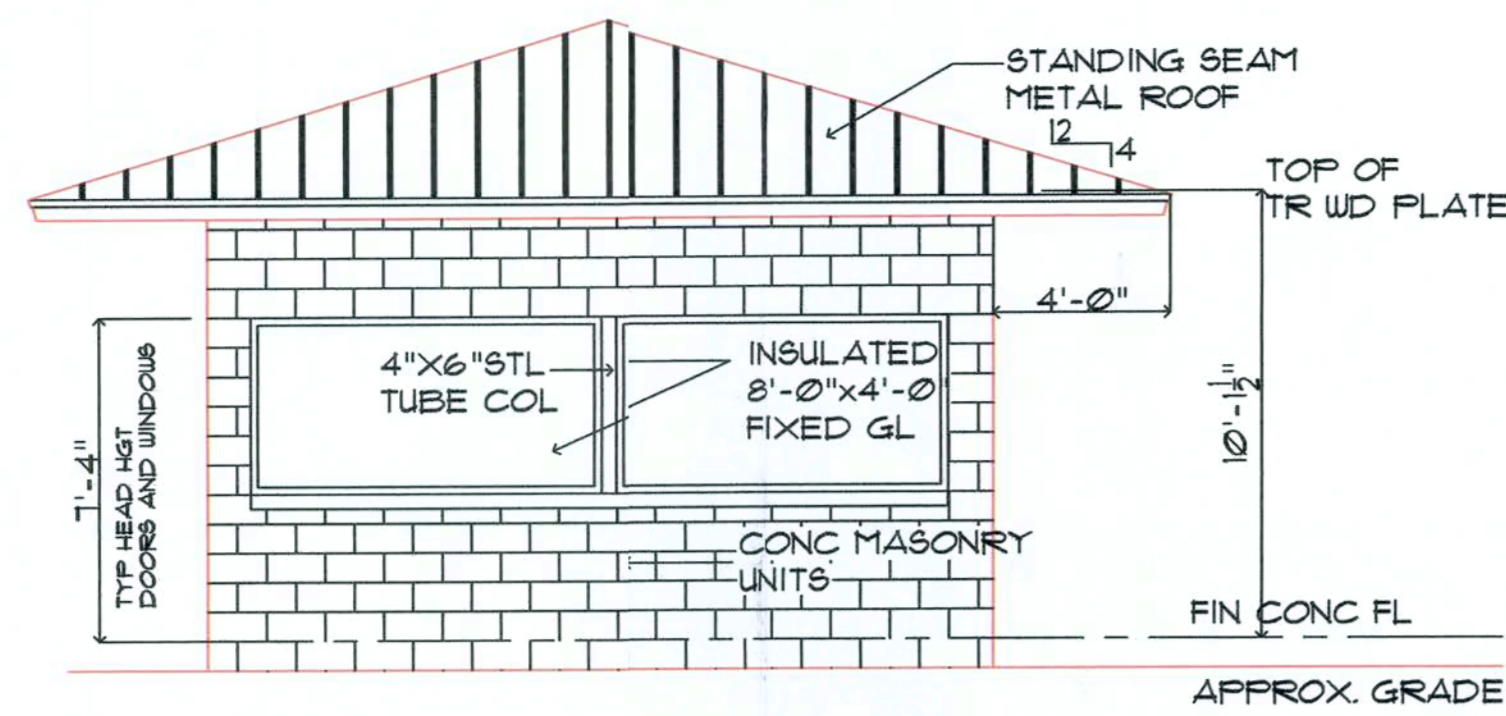 STANDING SEAM
METAL ROOF
12
4
TOP OF
TR WD PLATE
4'-0"
4"X6"STL
TUBE COL
INSULATED
8'-0"x4'-0
FIXED GL
10'-1 1/2"
7'-4"
TYP HEAD HGT
DOORS AND WINDOWS
CONC MASONRY
UNITS
FIN CONC FL
APPROX. GRADE